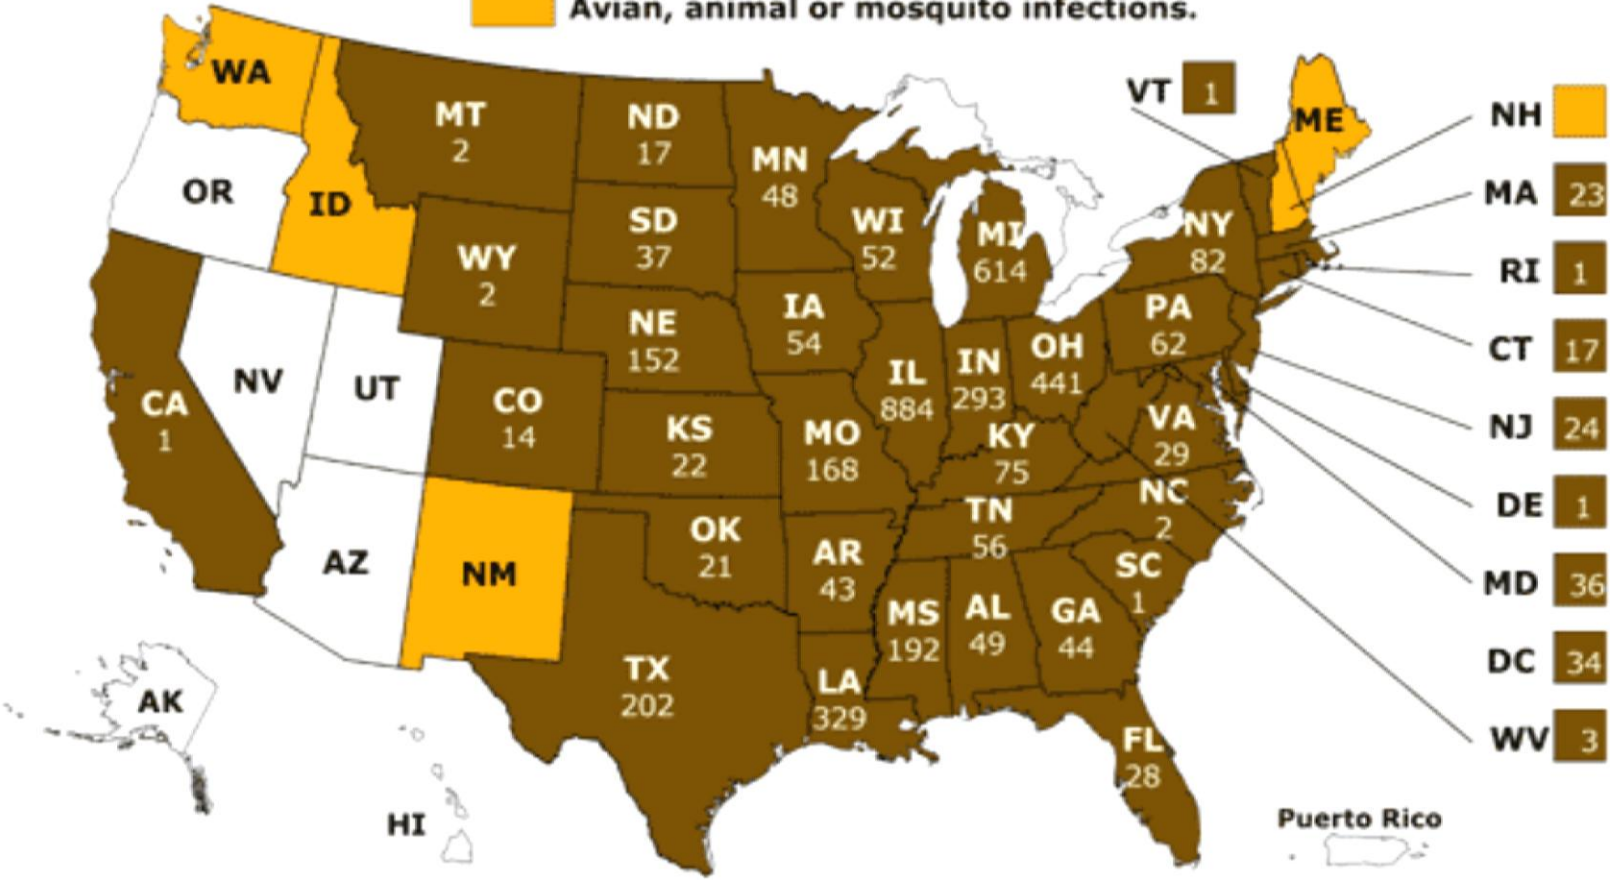 Avian, animal or mosquito infections.
WA
MT
2
ND
17
MN
48
VT 1
ME
NH
OR
ID
WY
2
SD
37
WI
52
MI
614
NY
82
MA 23
RI 1
NE
152
IA
54
PA
62
CT 17
CA
1
NV
UT
CO
14
KS
22
MO
168
IL
884
IN
293
OH
441
KY
75
VA
29
NJ 24
AZ
NM
OK
21
AR
43
TN
56
NC
2
SC
1
DE 1
MD 36
MS
192
AL
49
GA
44
DC 34
AK
TX
202
LA
329
FL
28
WV 3
HI
Puerto Rico